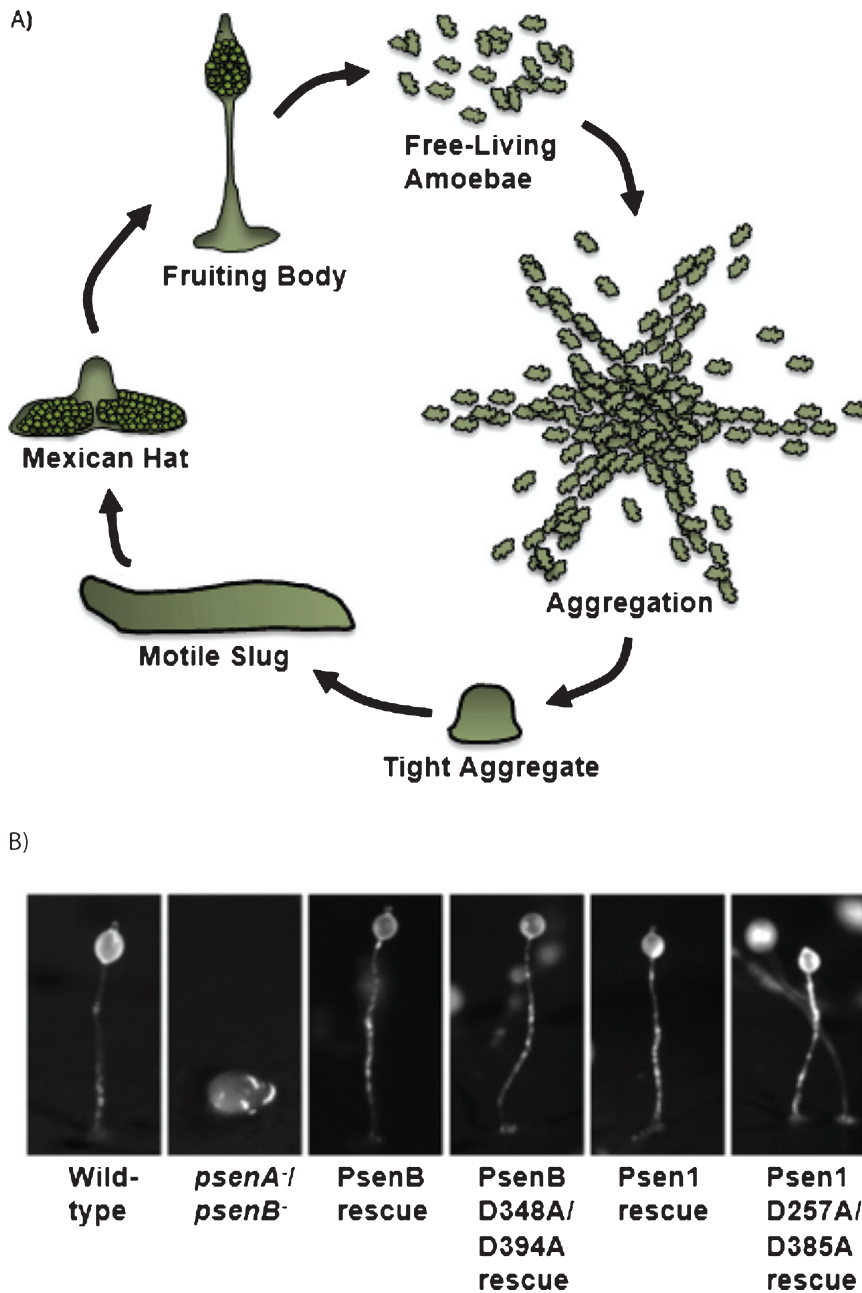 A)
Free-Living
Amoebae
Fruiting Body
Mexican Hat
Aggregation
Motile Slug
Tight Aggregate
B)
Wild-
type
psenA⁻/
psenB⁻
PsenB
rescue
PsenB
D348A/
D394A
rescue
Psen1
rescue
Psen1
D257A/
D385A
rescue